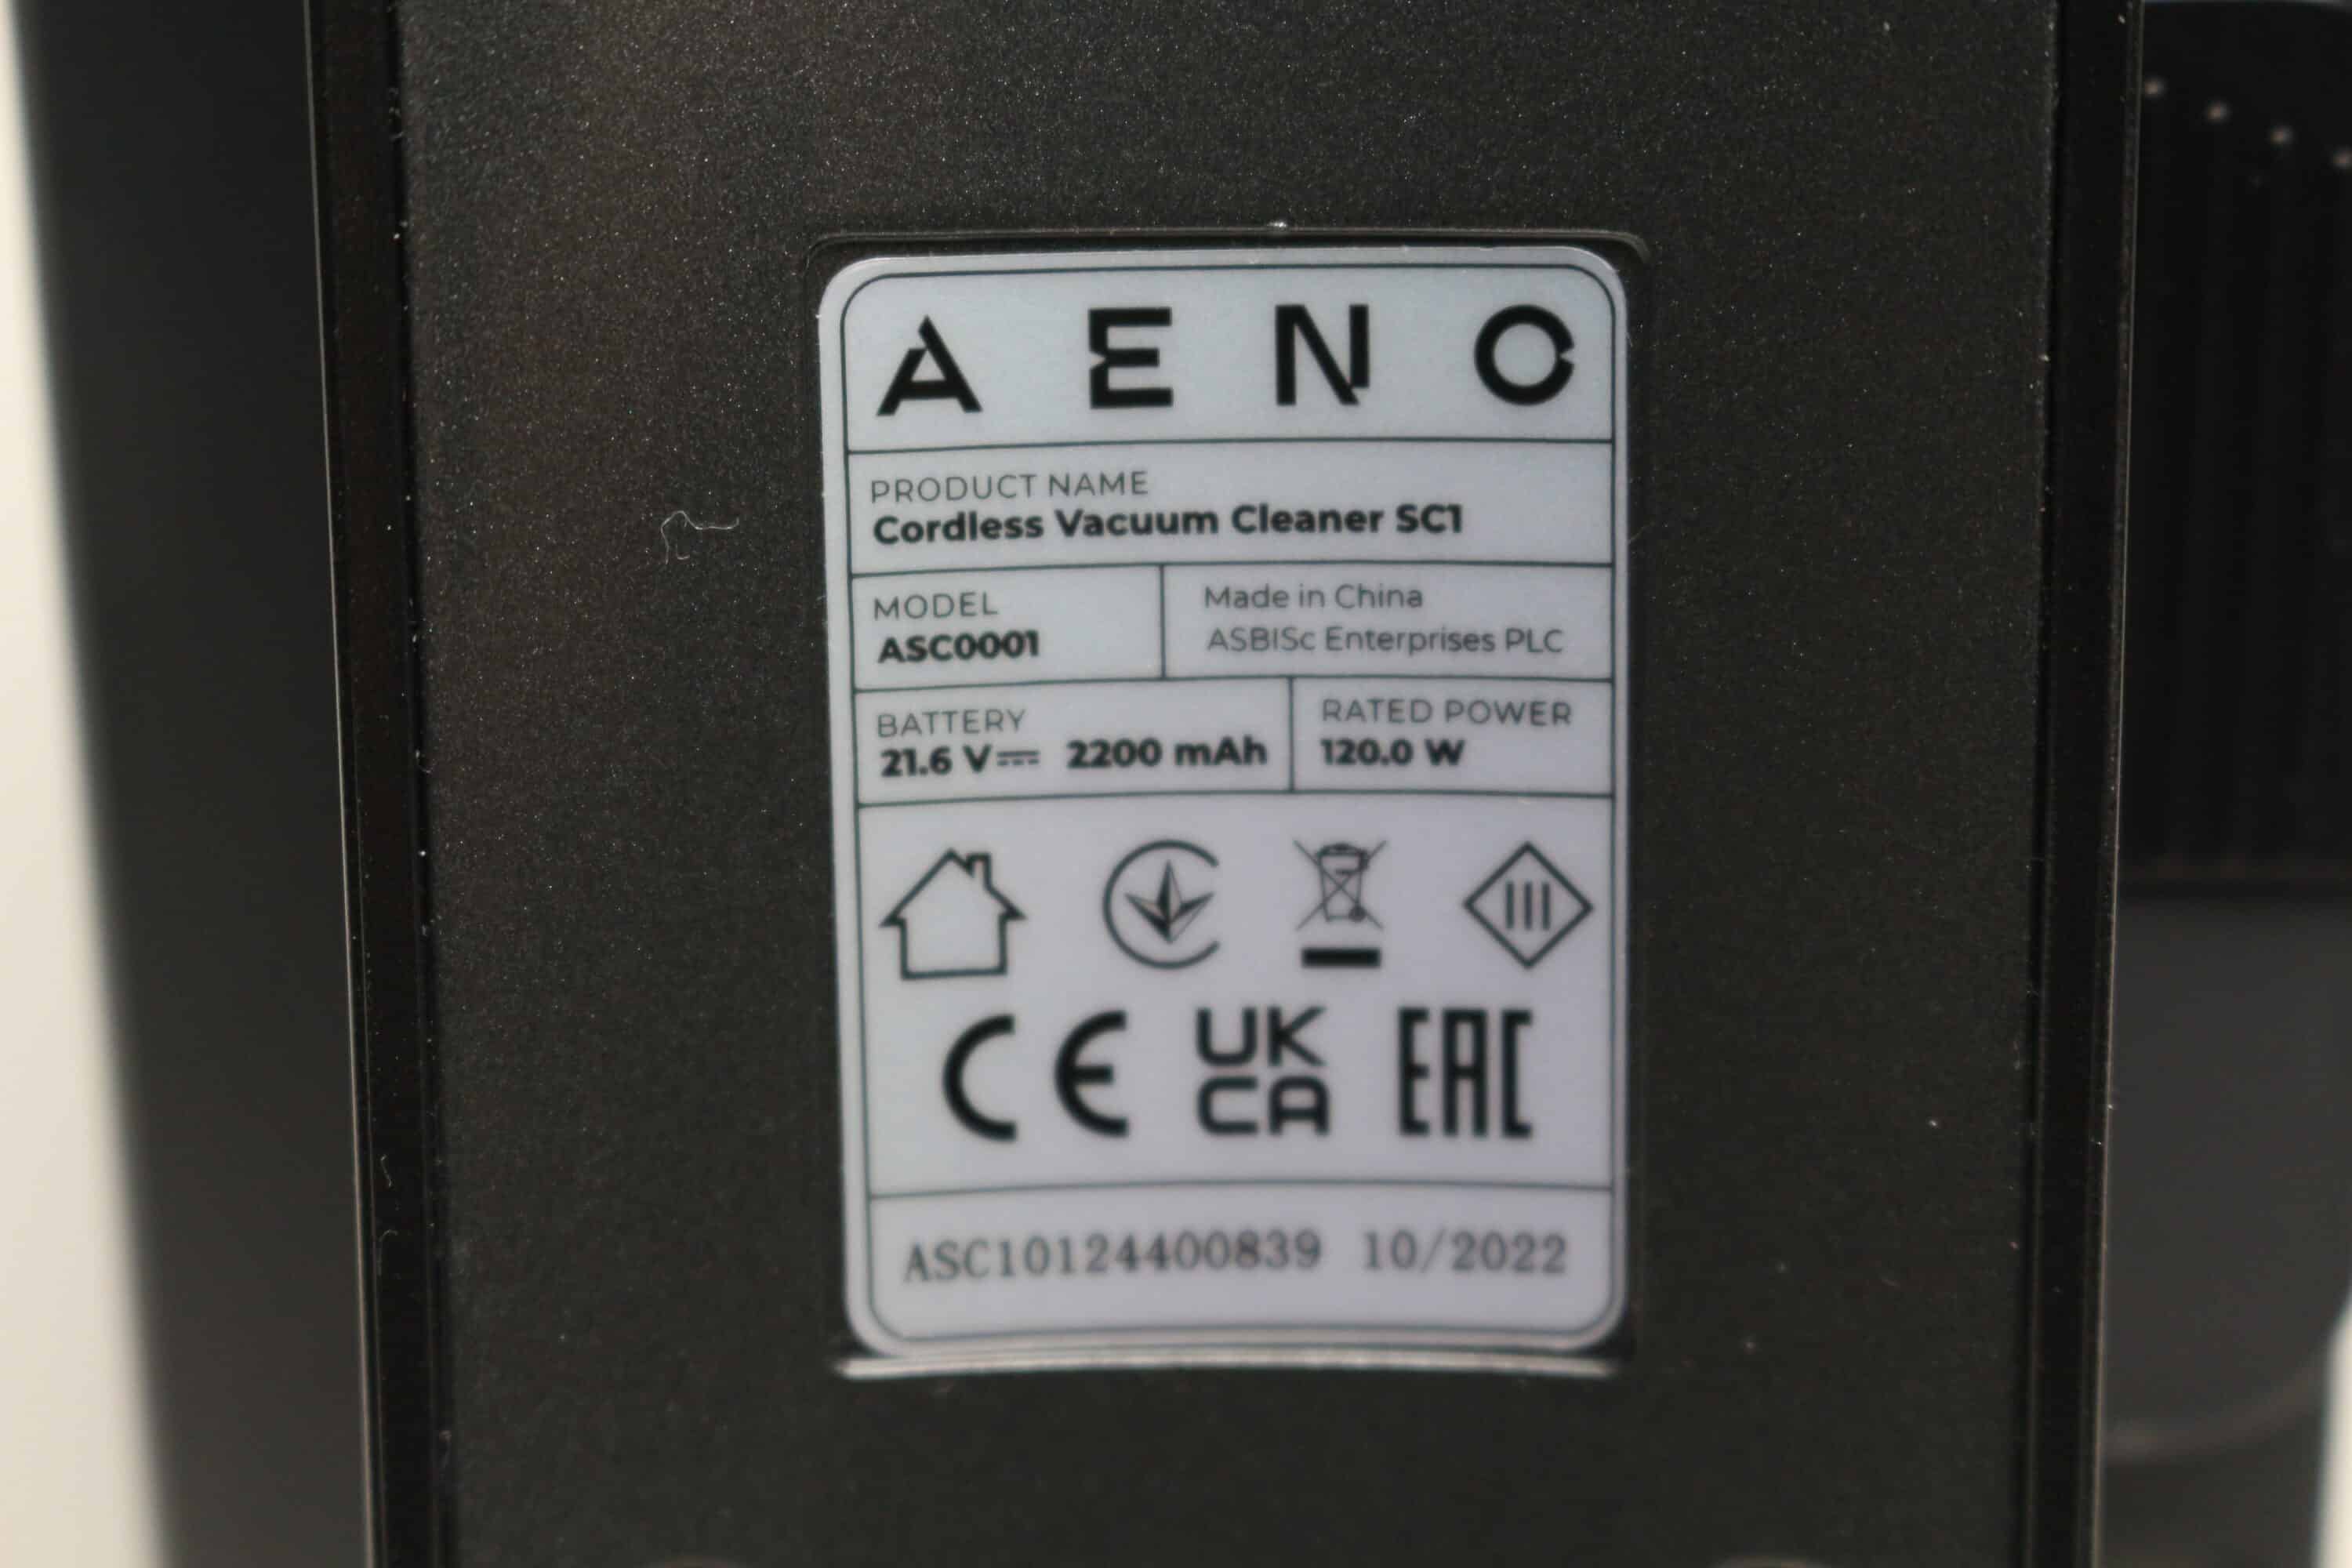 AENO
PRODUCT NAME
Cordless Vacuum Cleaner SC1
MODEL
ASC0001
Made in China
ASBISc Enterprises PLC
BATTERY
21.6 V⎓ 2200 mAh
RATED POWER
120.0 W
III
CE UK CA EAC
ASC10124400839 10/2022